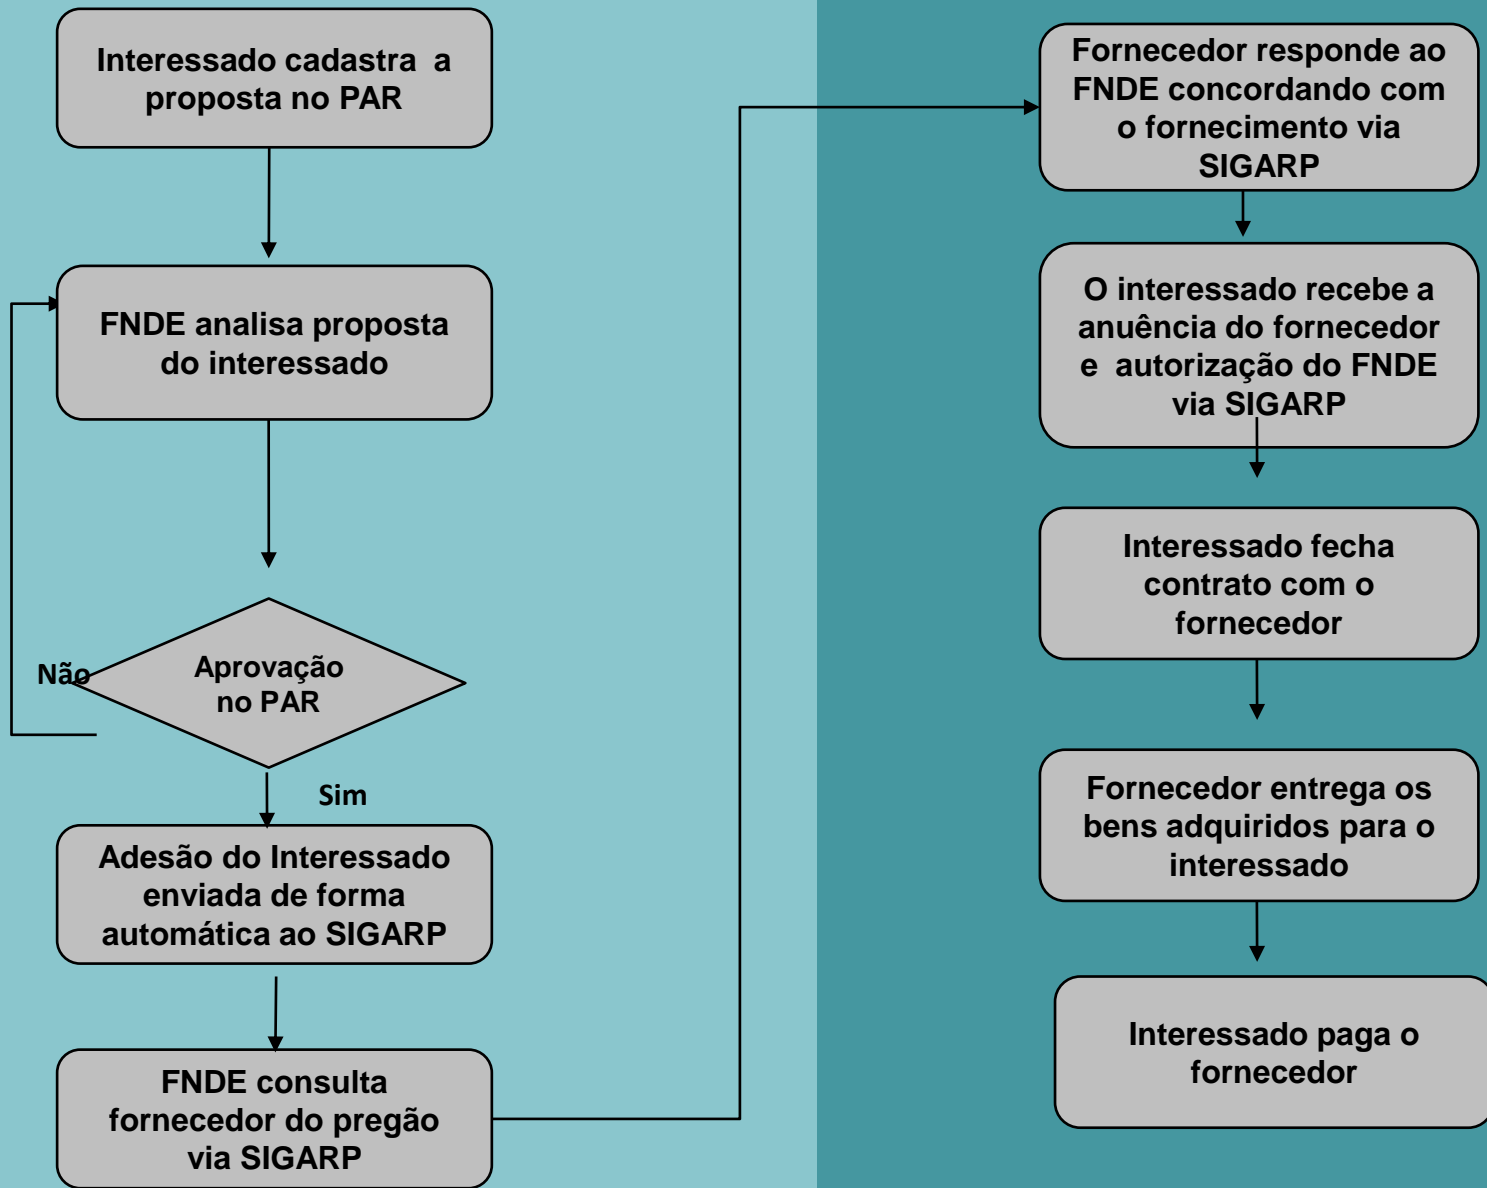 Interessado cadastra a
proposta no PAR
FNDE analisa proposta
do interessado
Não
Aprovação
no PAR
Sim
Adesão do Interessado
enviada de forma
automática ao SIGARP
FNDE consulta
fornecedor do pregão
via SIGARP
Fornecedor responde ao
FNDE concordando com
o fornecimento via
SIGARP
O interessado recebe a
anuência do fornecedor
e autorização do FNDE
via SIGARP
Interessado fecha
contrato com o
fornecedor
Fornecedor entrega os
bens adquiridos para o
interessado
Interessado paga o
fornecedor